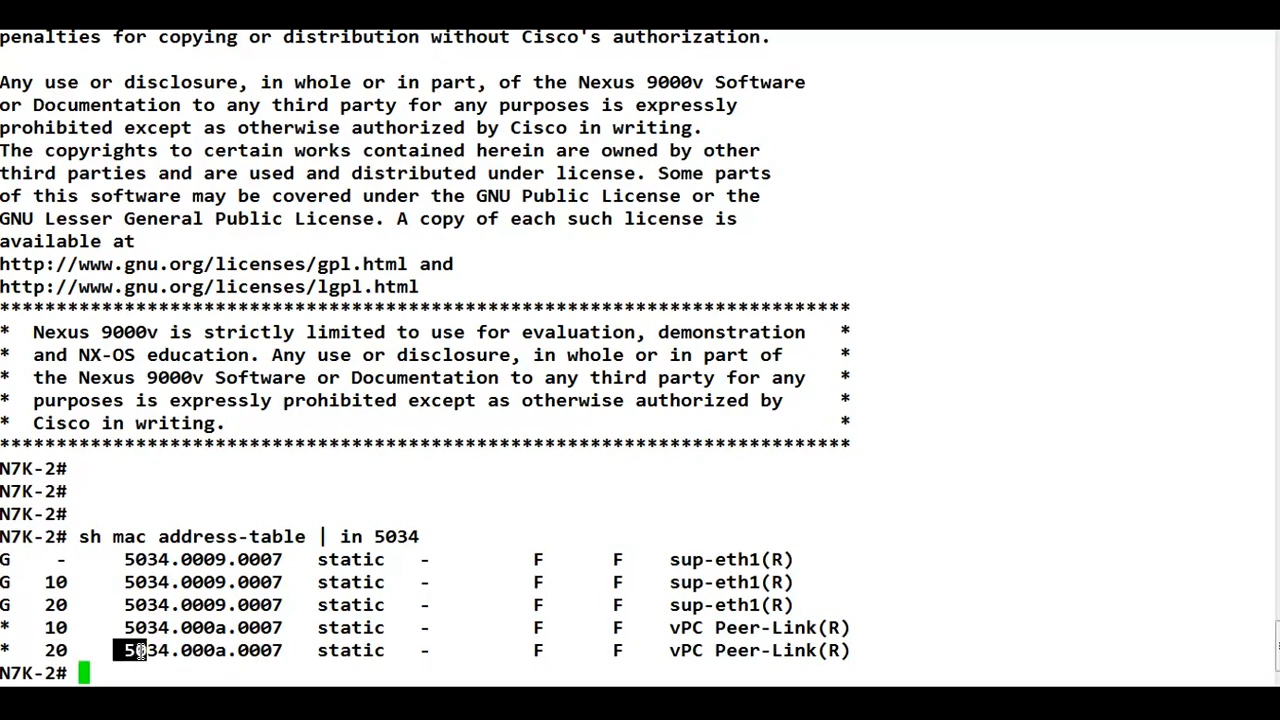 penalties for copying or distribution without Cisco's authorization.
Any use or disclosure, in whole or in part, of the Nexus 9000v Software
or Documentation to any third party for any purposes is expressly
prohibited except as otherwise authorized by Cisco in writing.
The copyrights to certain works contained herein are owned by other
third parties and are used and distributed under license. Some parts
of this software may be covered under the GNU Public License or the
GNU Lesser General Public License. A copy of each such license is
available at
http://www.gnu.org/licenses/gpl.html and
http://www.gnu.org/licenses/lgpl.html
***************************************************************************
*  Nexus 9000v is strictly limited to use for evaluation, demonstration   *
*  and NX-OS education. Any use or disclosure, in whole or in part of     *
*  the Nexus 9000v Software or Documentation to any third party for any   *
*  purposes is expressly prohibited except as otherwise authorized by     *
*  Cisco in writing.                                                      *
***************************************************************************
N7K-2#
N7K-2#
N7K-2#
N7K-2# sh mac address-table | in 5034
G    -     5034.0009.0007   static   -         F      F    sup-eth1(R)
G   10     5034.0009.0007   static   -         F      F    sup-eth1(R)
G   20     5034.0009.0007   static   -         F      F    sup-eth1(R)
*   10     5034.000a.0007   static   -         F      F    vPC Peer-Link(R)
*   20     5034.000a.0007   static   -         F      F    vPC Peer-Link(R)
N7K-2#